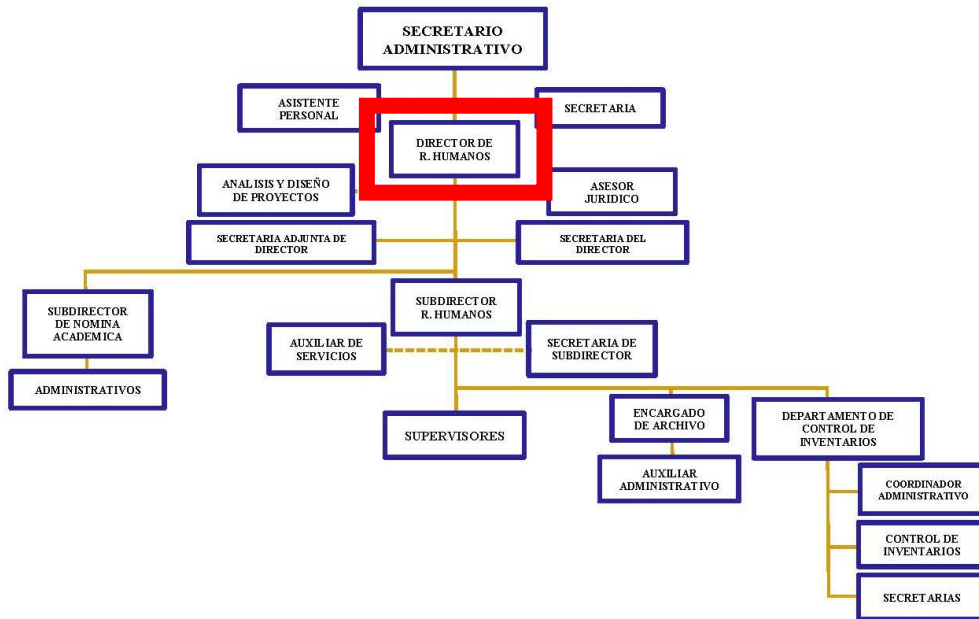 SECRETARIO
ADMINISTRATIVO
ASISTENTE
PERSONAL
SECRETARIA
DIRECTOR DE
R. HUMANOS
ANALISIS Y DISEÑO
DE PROYECTOS
ASESOR
JURIDICO
SECRETARIA ADJUNTA DE
DIRECTOR
SECRETARIA DEL
DIRECTOR
SUBDIRECTOR
DE NOMINA
ACADEMICA
SUBDIRECTOR
R. HUMANOS
AUXILIAR DE
SERVICIOS
SECRETARIA DE
SUBDIRECTOR
ADMINISTRATIVOS
SUPERVISORES
ENCARGADO
DE ARCHIVO
DEPARTAMENTO DE
CONTROL DE
INVENTARIOS
AUXILIAR
ADMINISTRATIVO
COORDINADOR
ADMINISTRATIVO
CONTROL DE
INVENTARIOS
SECRETARIAS